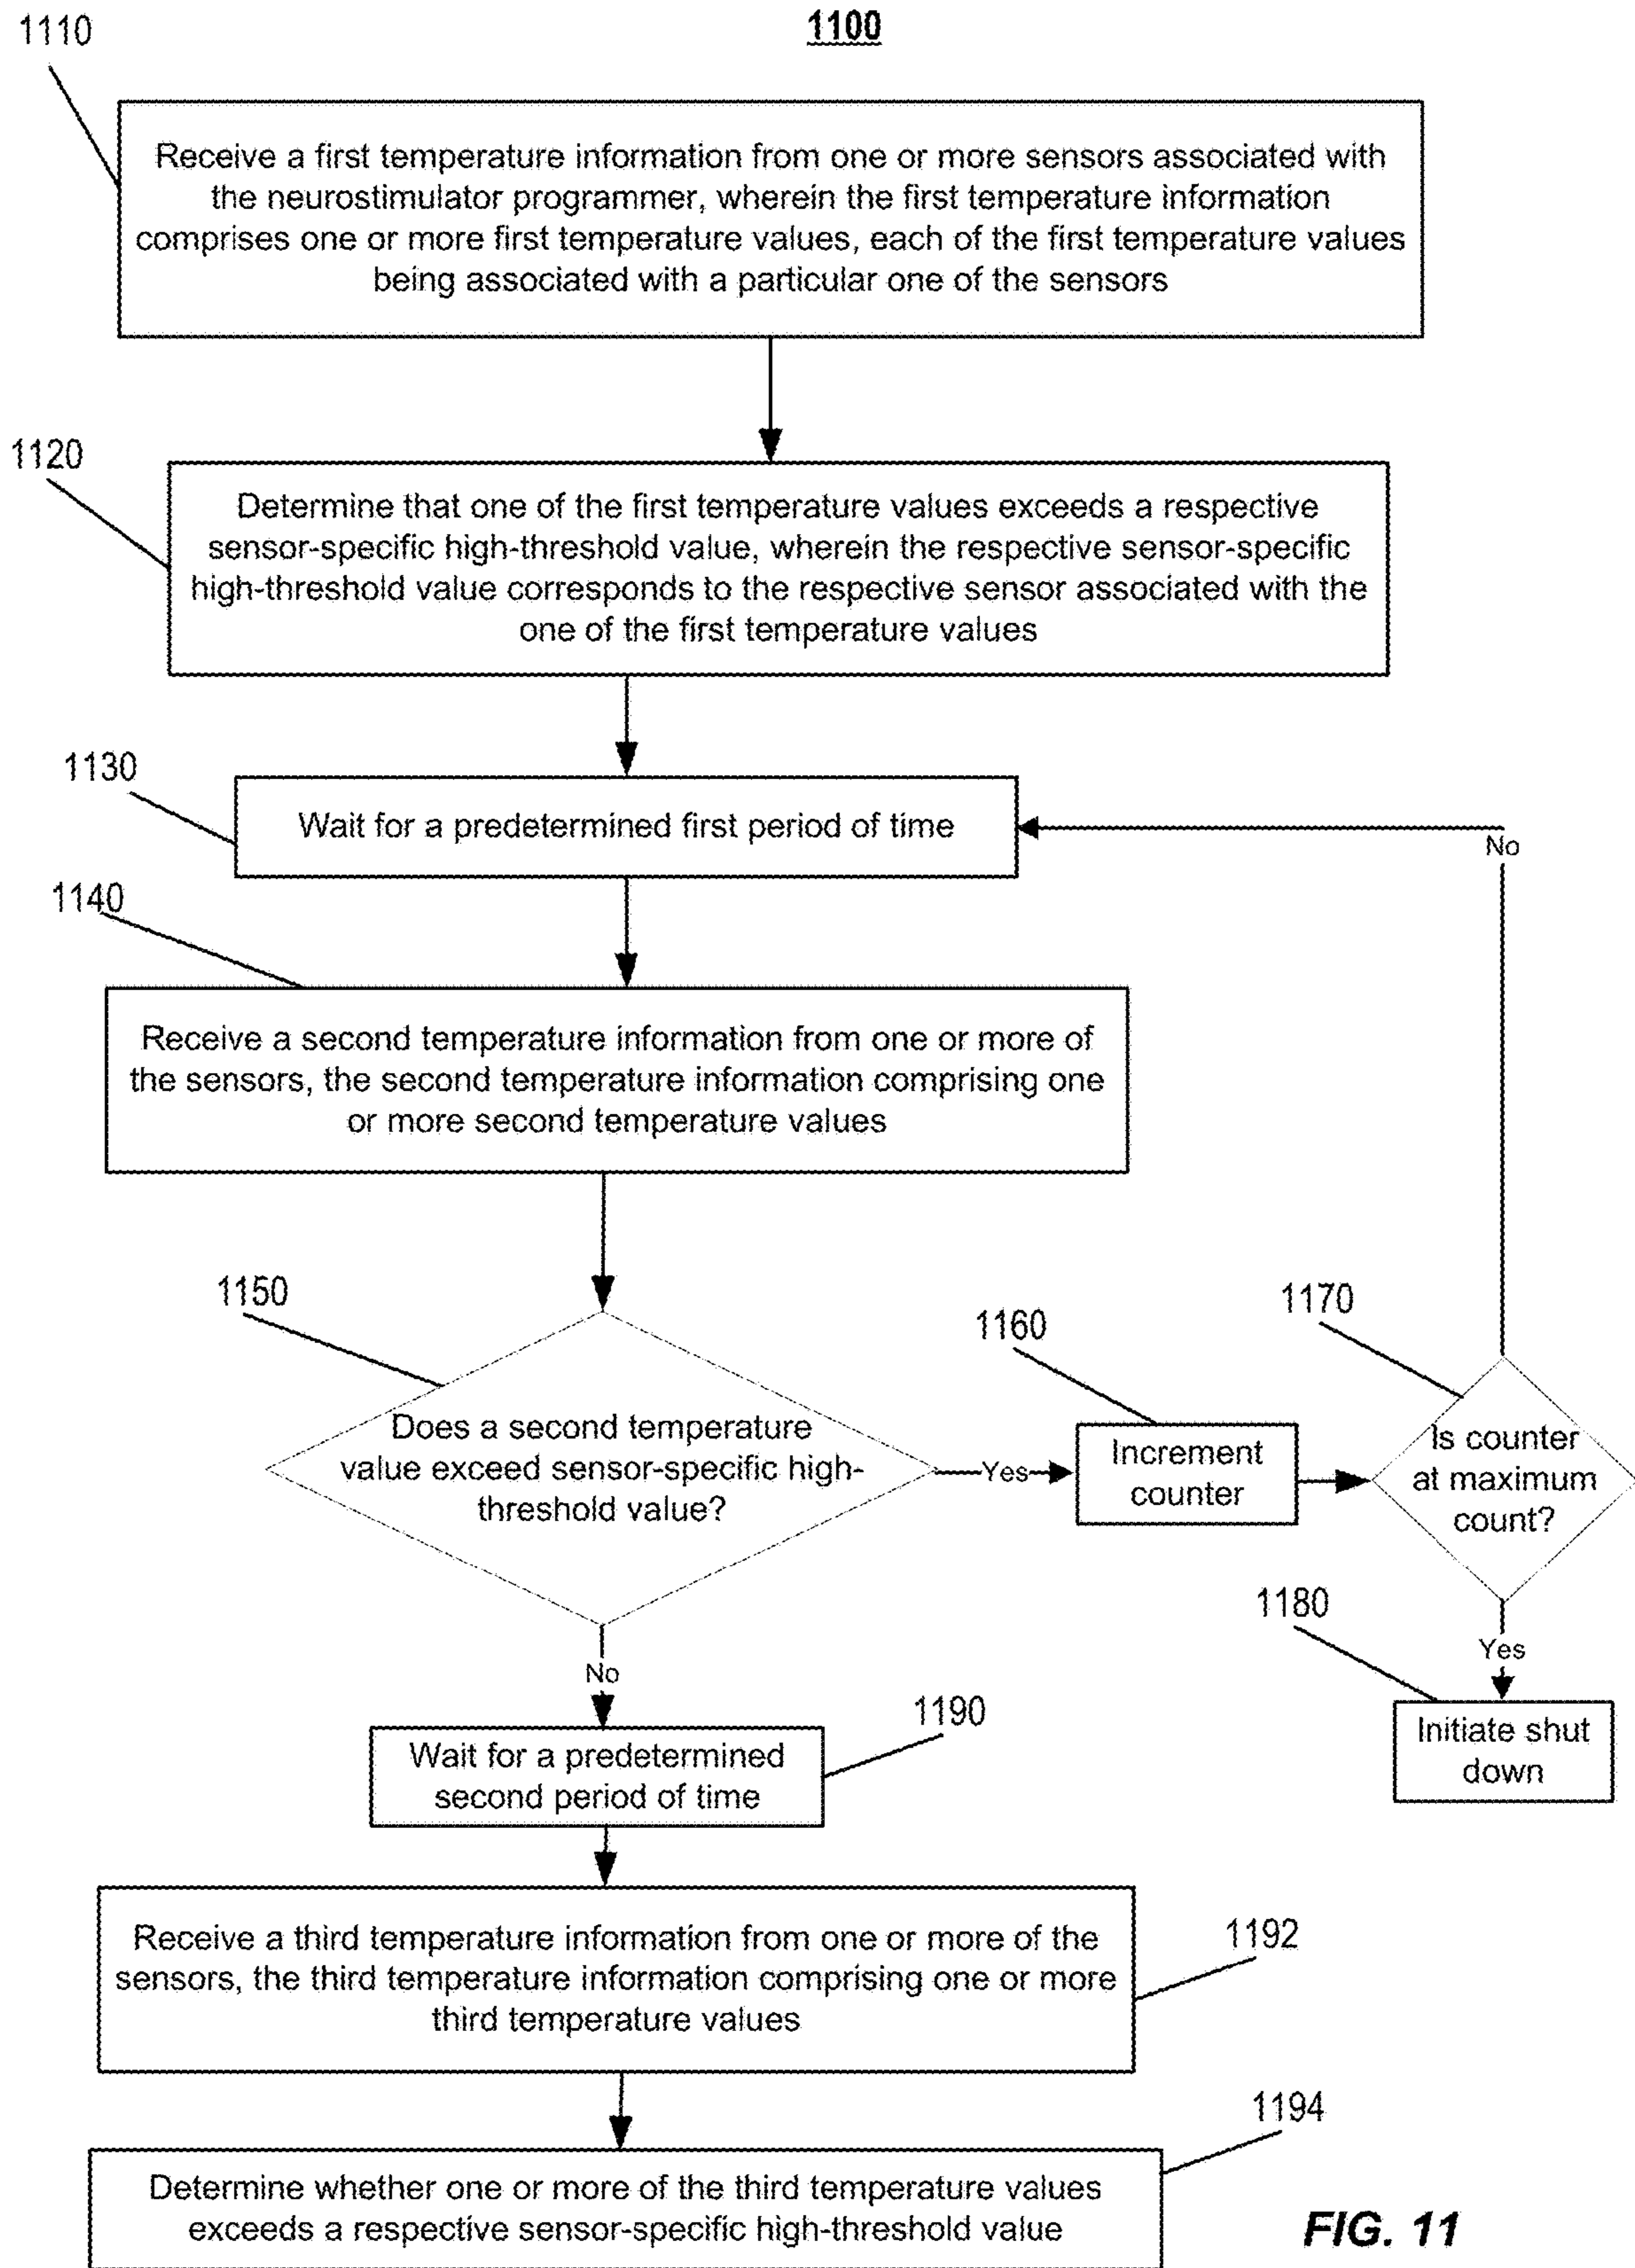 1100
1110
Receive a first temperature information from one or more sensors associated with
the neurostimulator programmer, wherein the first temperature information
comprises one or more first temperature values, each of the first temperature values
being associated with a particular one of the sensors
1120
Determine that one of the first temperature values exceeds a respective
sensor-specific high-threshold value, wherein the respective sensor-specific
high-threshold value corresponds to the respective sensor associated with the
one of the first temperature values
1130
Wait for a predetermined first period of time
No
1140
Receive a second temperature information from one or more of
the sensors, the second temperature information comprising one
or more second temperature values
1150
Does a second temperature
value exceed sensor-specific high-
threshold value?
Yes
1160
Increment
counter
1170
Is counter
at maximum
count?
Yes
1180
Initiate shut
down
No
1190
Wait for a predetermined
second period of time
1192
Receive a third temperature information from one or more of the
sensors, the third temperature information comprising one or more
third temperature values
1194
Determine whether one or more of the third temperature values
exceeds a respective sensor-specific high-threshold value
FIG. 11